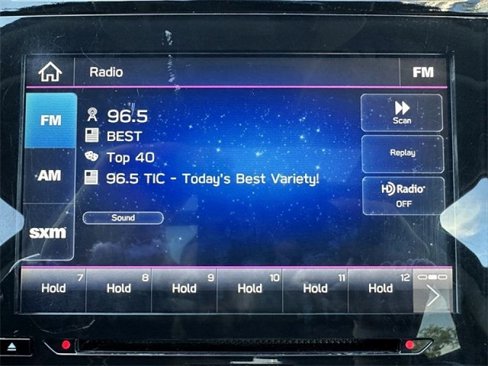 Radio
FM
FM
96.5
BEST
Top 40
96.5 TIC - Today's Best Variety!
Sound
AM
sxm
Scan
Replay
HD Radio
OFF
7 8 9 10 11 12
Hold Hold Hold Hold Hold Hold